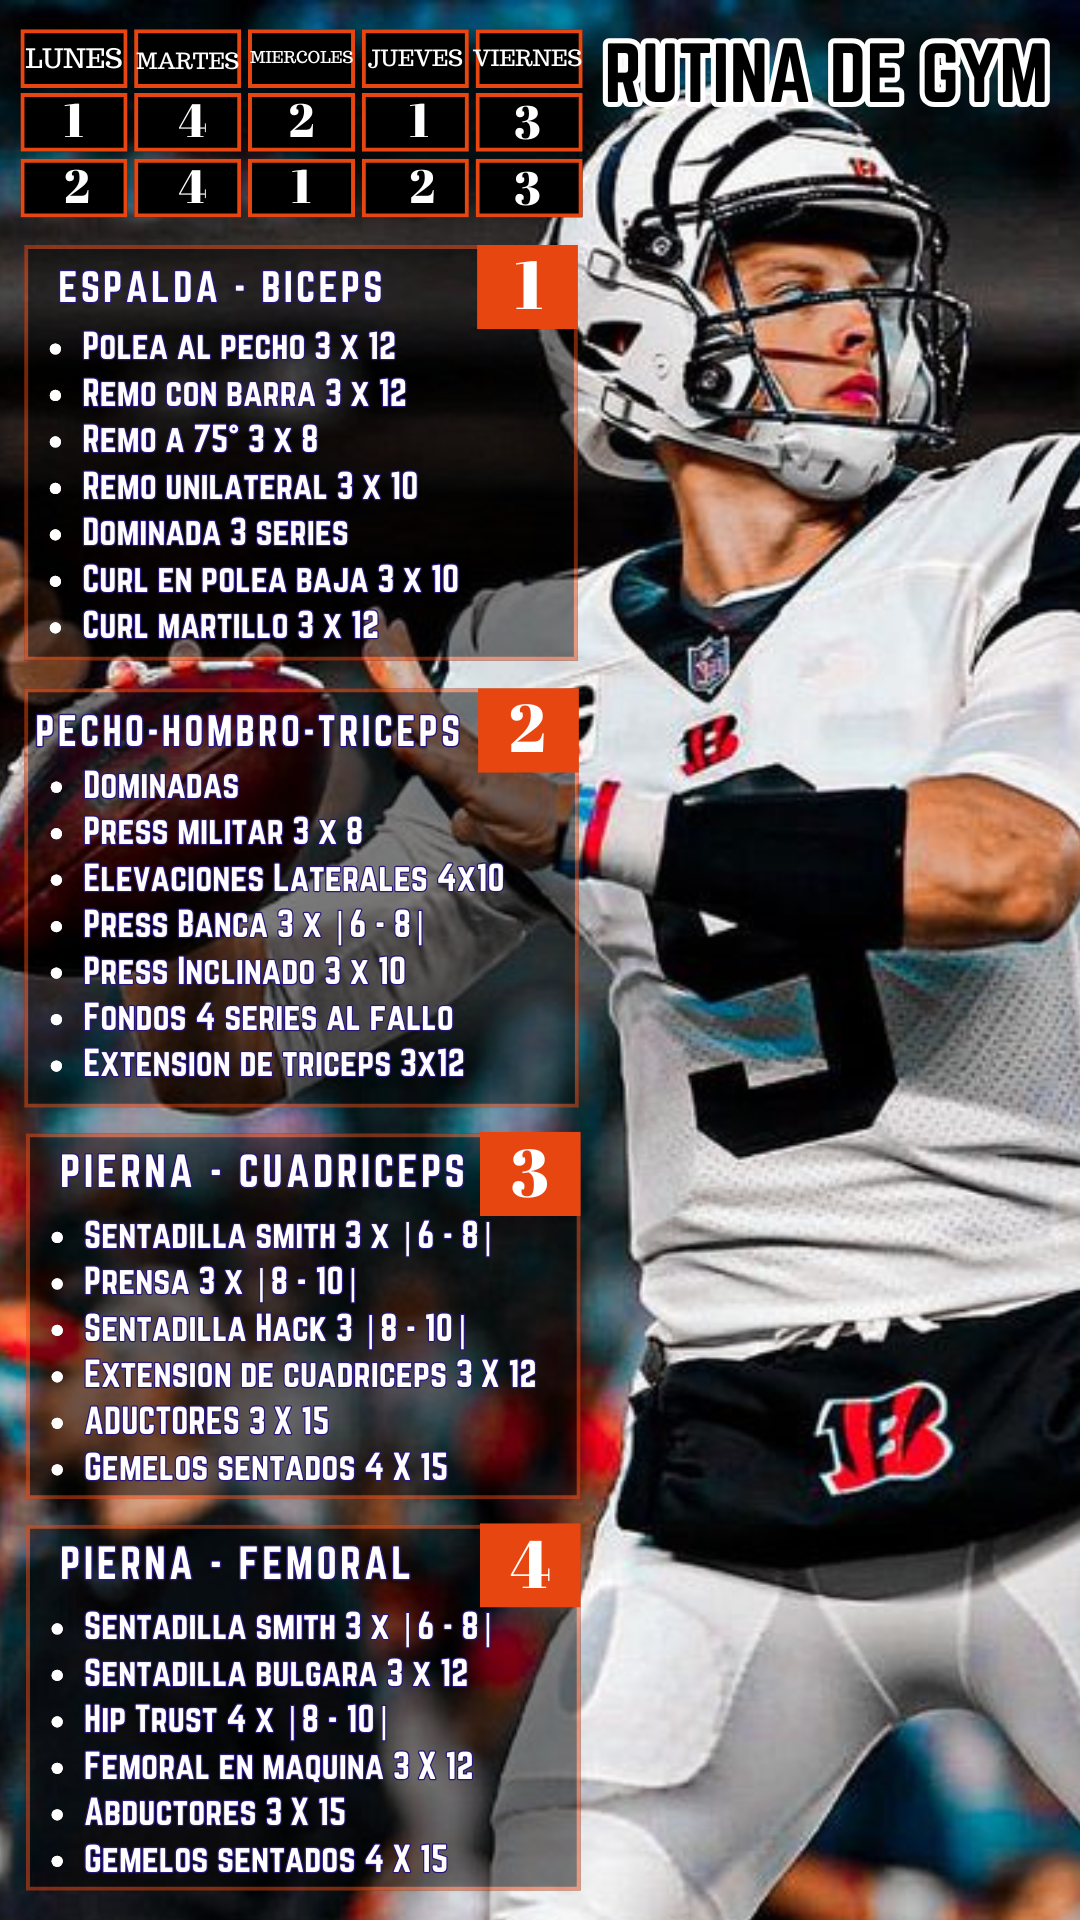 RUTINA DE GYM
LUNES MARTES MIERCOLES JUEVES VIERNES
1 4 2 1 3
2 4 1 2 3
ESPALDA - BICEPS 1
• POLEA AL PECHO 3 X 12
• REMO CON BARRA 3 X 12
• REMO A 75° 3 X 8
• REMO UNILATERAL 3 X 10
• DOMINADA 3 SERIES
• CURL EN POLEA BAJA 3 X 10
• CURL MARTILLO 3 X 12
PECHO-HOMBRO-TRICEPS 2
• DOMINADAS
• PRESS MILITAR 3 X 8
• ELEVACIONES LATERALES 4X10
• PRESS BANCA 3 X |6 - 8|
• PRESS INCLINADO 3 X 10
• FONDOS 4 SERIES AL FALLO
• EXTENSION DE TRICEPS 3X12
PIERNA - CUADRICEPS 3
• SENTADILLA SMITH 3 X |6 - 8|
• PRENSA 3 X |8 - 10|
• SENTADILLA HACK 3 |8 - 10|
• EXTENSION DE CUADRICEPS 3 X 12
• ADUCTORES 3 X 15
• GEMELOS SENTADOS 4 X 15
PIERNA - FEMORAL 4
• SENTADILLA SMITH 3 X |6 - 8|
• SENTADILLA BULGARA 3 X 12
• HIP TRUST 4 X |8 - 10|
• FEMORAL EN MAQUINA 3 X 12
• ABDUCTORES 3 X 15
• GEMELOS SENTADOS 4 X 15
B
NFL
B
9
B